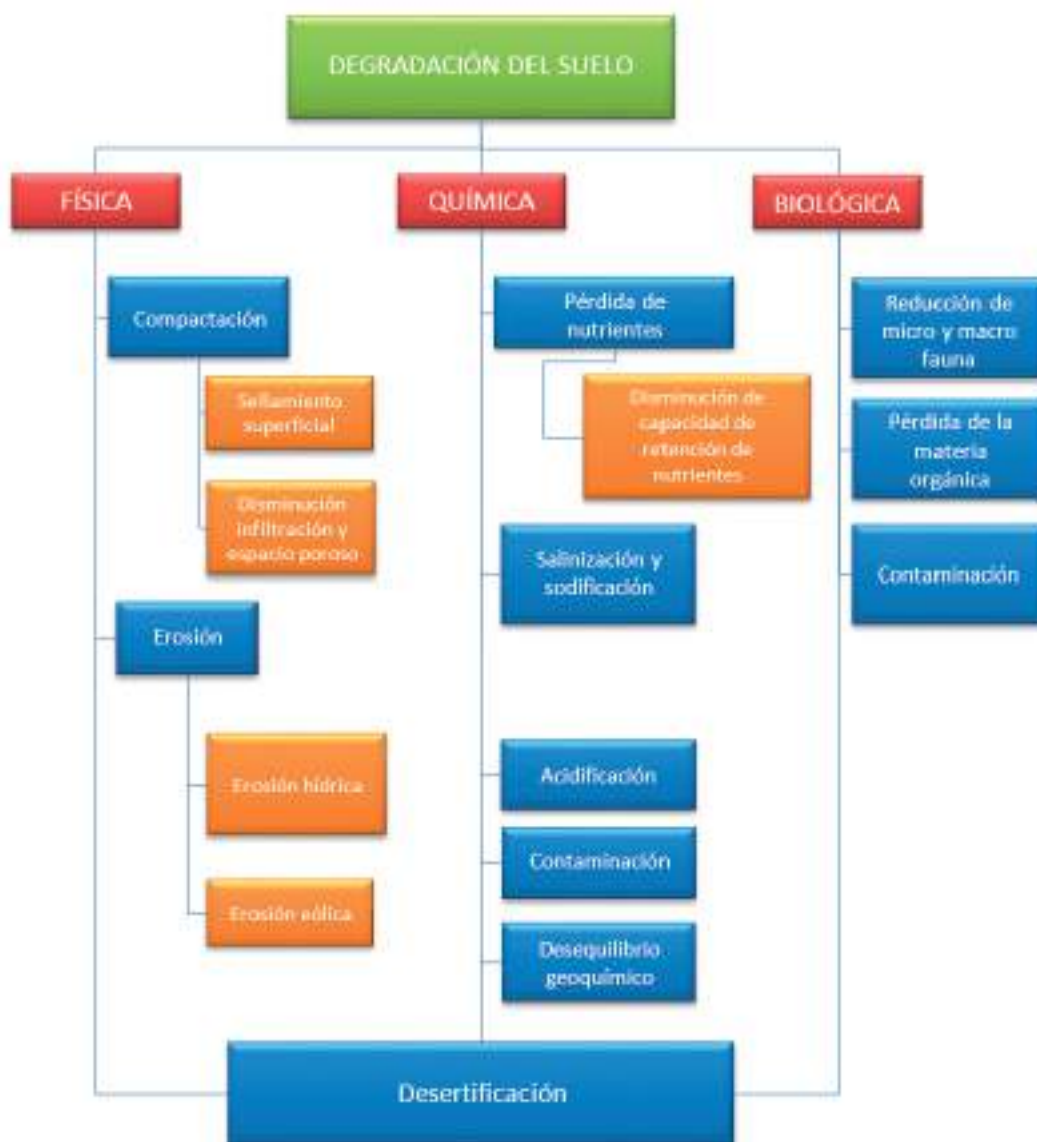 DEGRADACIÓN DEL SUELO
FÍSICA
QUÍMICA
BIOLÓGICA
Compactación
Sellamiento
superficial
Disminución
infiltración y
espacio poroso
Erosión
Erosión hídrica
Erosión eólica
Pérdida de
nutrientes
Disminución de
capacidad de
retención de
nutrientes
Salinización y
sodificación
Acidificación
Contaminación
Desequilibrio
geoquímico
Reducción de
micro y macro
fauna
Pérdida de la
materia
orgánica
Contaminación
Desertificación